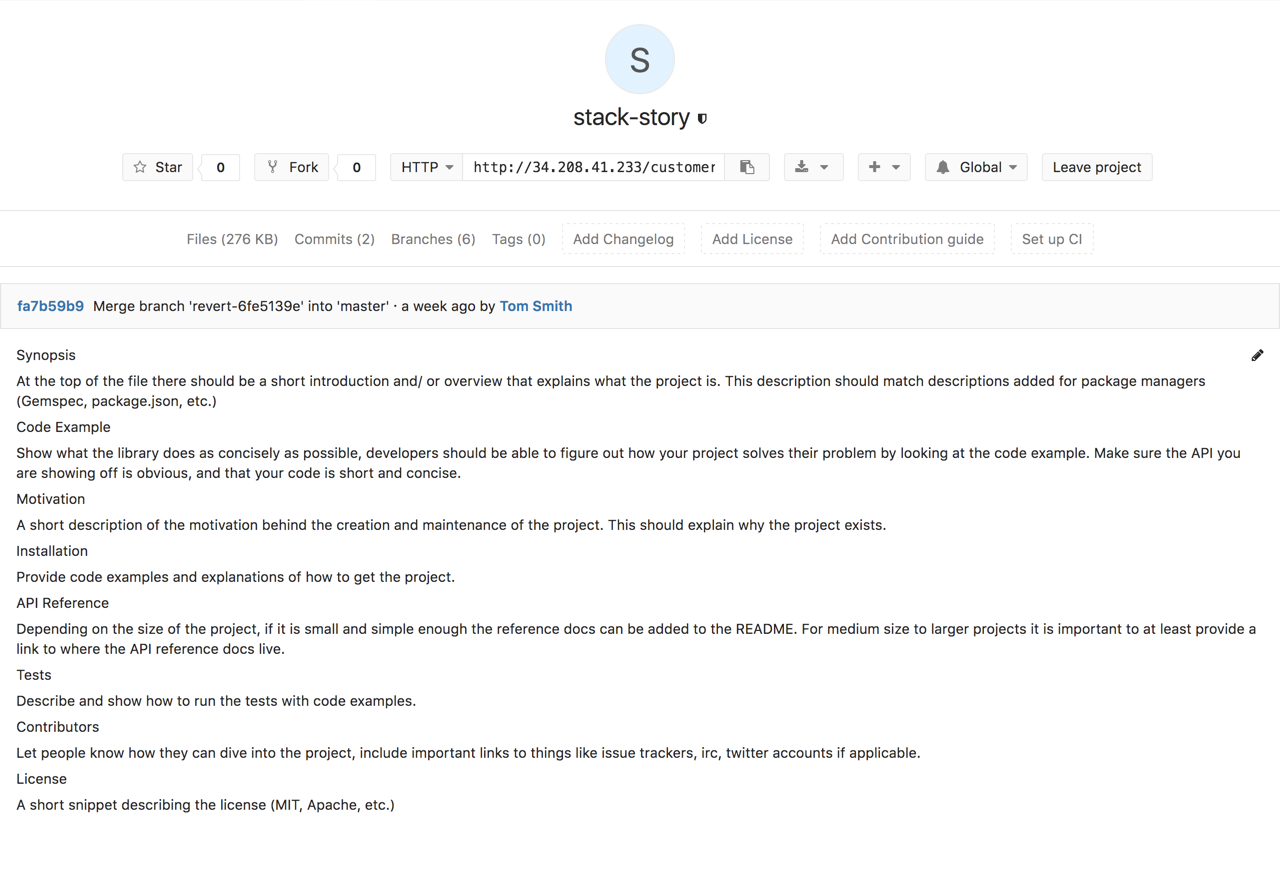 S
stack-story
Star 0 Fork 0 HTTP http://34.208.41.233/customer Global Leave project
Files (276 KB) Commits (2) Branches (6) Tags (0) Add Changelog Add License Add Contribution guide Set up CI
fa7b59b9 Merge branch 'revert-6fe5139e' into 'master' · a week ago by Tom Smith
Synopsis
At the top of the file there should be a short introduction and/ or overview that explains what the project is. This description should match descriptions added for package managers
(Gemspec, package.json, etc.)
Code Example
Show what the library does as concisely as possible, developers should be able to figure out how your project solves their problem by looking at the code example. Make sure the API you
are showing off is obvious, and that your code is short and concise.
Motivation
A short description of the motivation behind the creation and maintenance of the project. This should explain why the project exists.
Installation
Provide code examples and explanations of how to get the project.
API Reference
Depending on the size of the project, if it is small and simple enough the reference docs can be added to the README. For medium size to larger projects it is important to at least provide a
link to where the API reference docs live.
Tests
Describe and show how to run the tests with code examples.
Contributors
Let people know how they can dive into the project, include important links to things like issue trackers, irc, twitter accounts if applicable.
License
A short snippet describing the license (MIT, Apache, etc.)